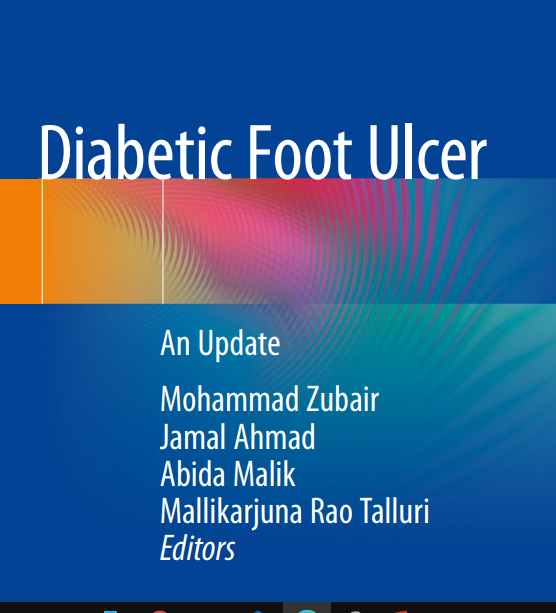 Diabetic Foot Ulcer
An Update
Mohammad Zubair
Jamal Ahmad
Abida Malik
Mallikarjuna Rao Talluri
Editors